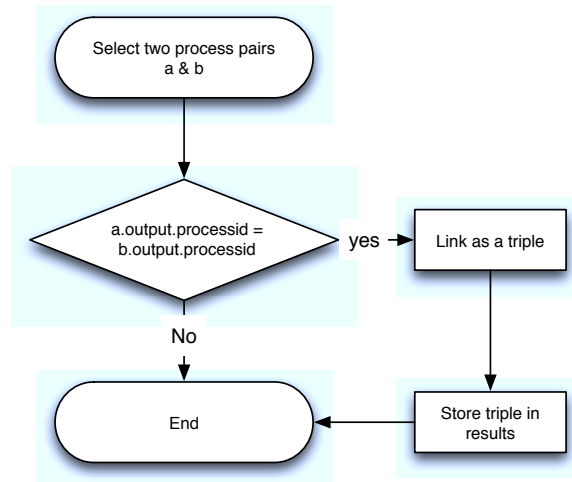 Select two process pairs
a & b
a.output.processid =
b.output.processid
yes
Link as a triple
No
Store triple in
results
End